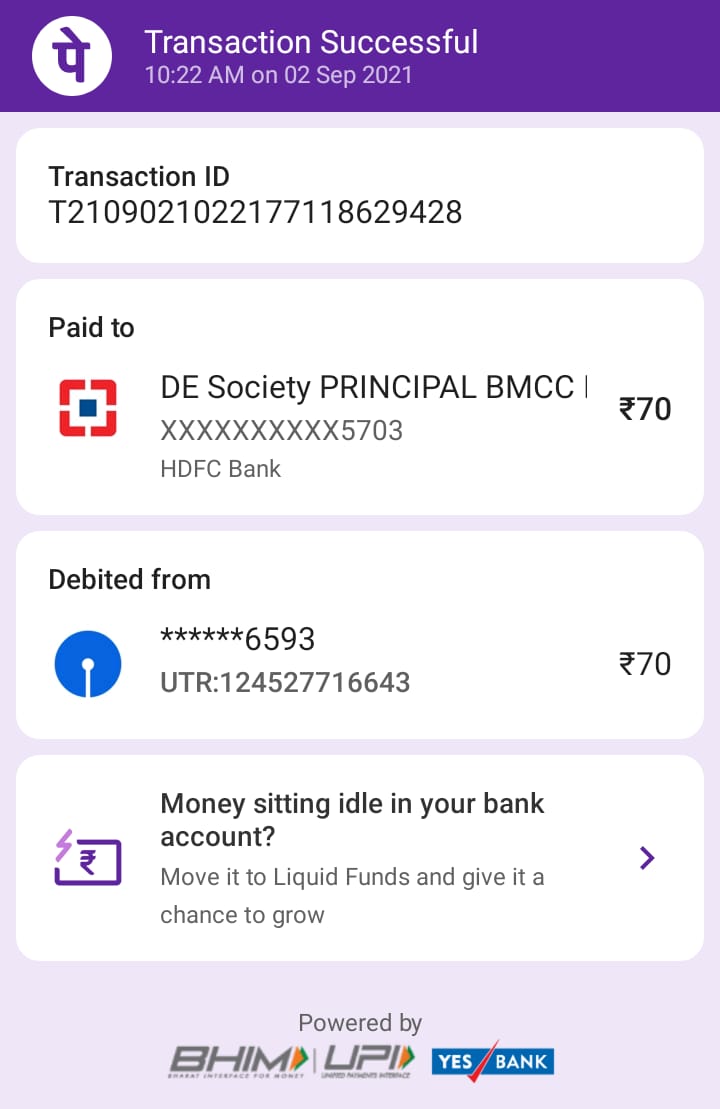 पे
Transaction Successful
10:22 AM on 02 Sep 2021
Transaction ID
T2109021022177118629428
Paid to
DE Society PRINCIPAL BMCC
₹70
XXXXXXXXXX5703
HDFC Bank
Debited from
******6593
₹70
UTR:124527716643
Money sitting idle in your bank
account?
₹
Move it to Liquid Funds and give it a
chance to grow
Powered by
BHIM UPI YES BANK
BHARAT INTERFACE FOR MONEY UNIFIED PAYMENTS INTERFACE